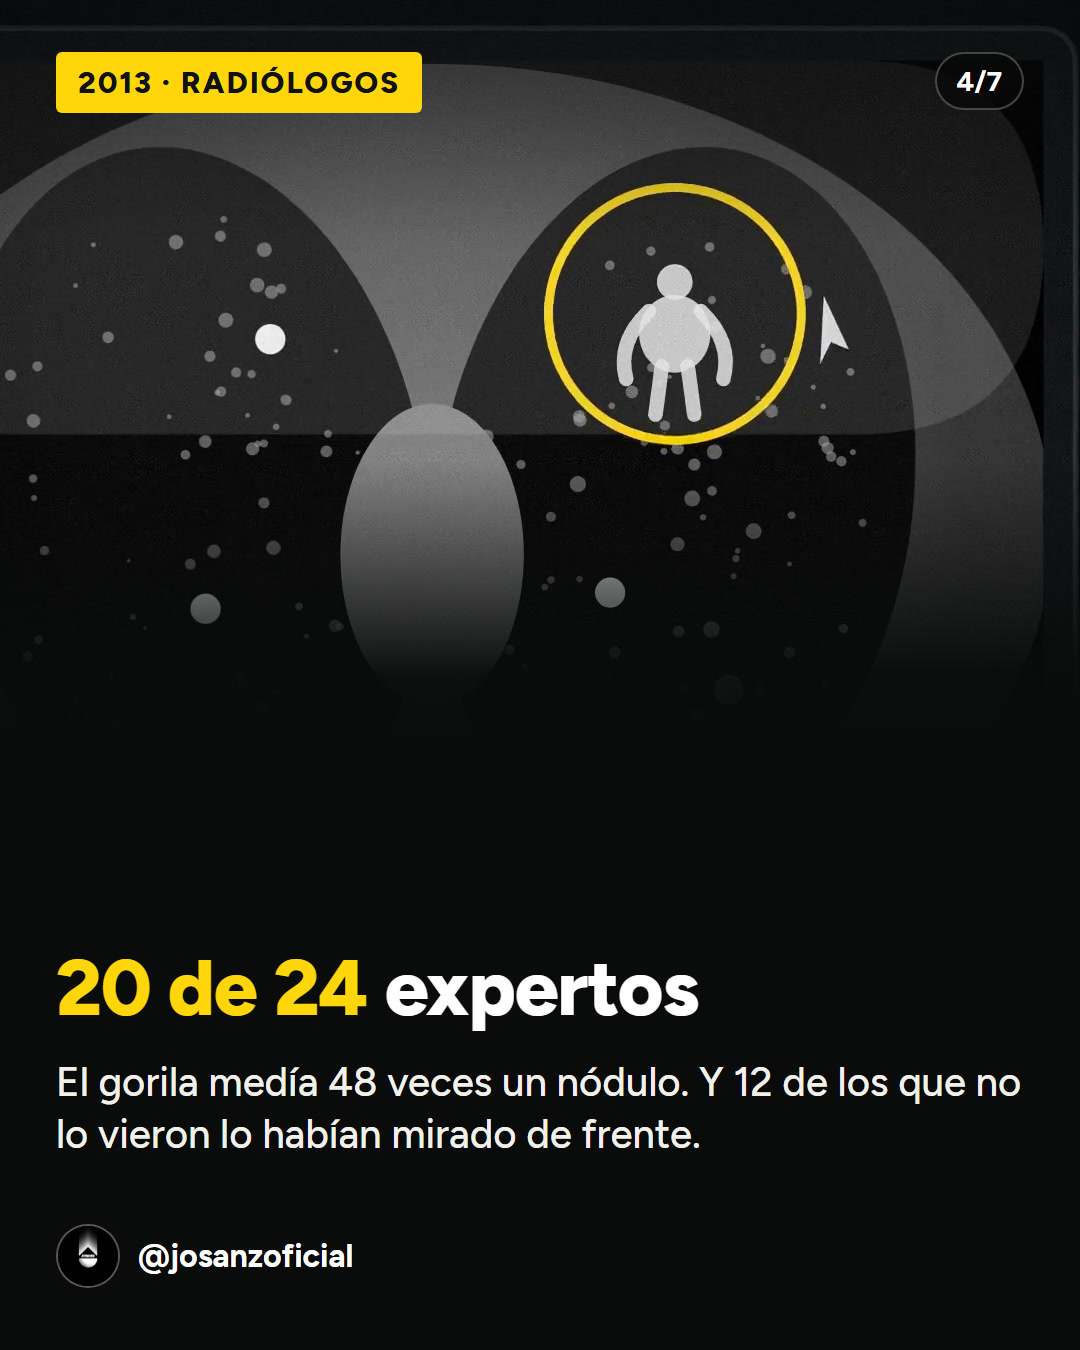 2013 · RADIÓLOGOS
4/7
20 de 24 expertos
El gorila medía 48 veces un nódulo. Y 12 de los que no
lo vieron lo habían mirado de frente.
@josanzoficial